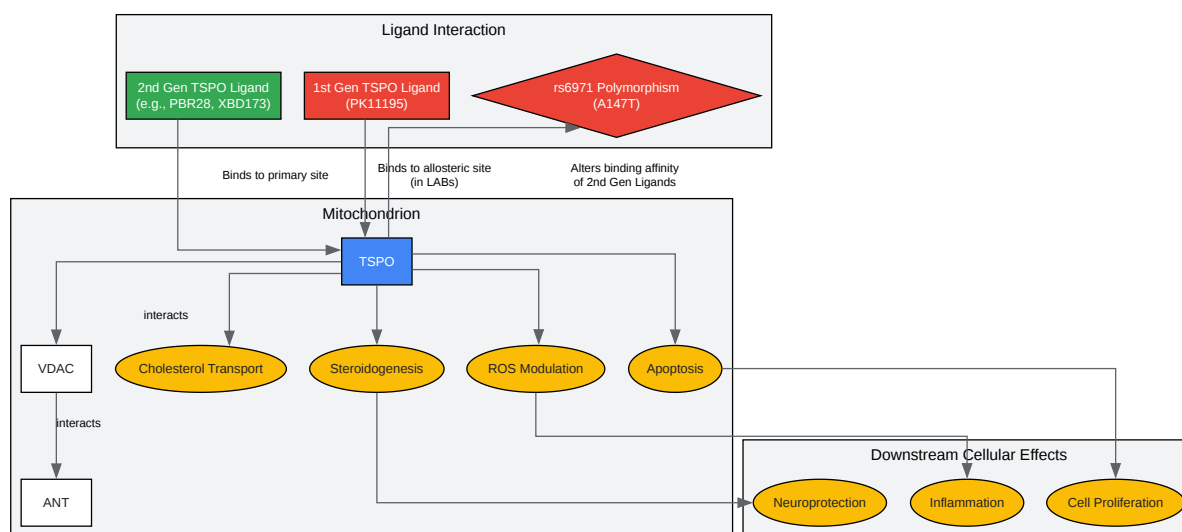 Ligand Interaction
2nd Gen TSPO Ligand
(e.g., PBR28, XBD173)
1st Gen TSPO Ligand
(PK11195)
rs6971 Polymorphism
(A147T)
Binds to primary site
Binds to allosteric site
(in LABs)
Alters binding affinity
of 2nd Gen Ligands
Mitochondrion
TSPO
interacts
VDAC
Cholesterol Transport
Steroidogenesis
ROS Modulation
Apoptosis
interacts
Downstream Cellular Effects
ANT
Neuroprotection
Inflammation
Cell Proliferation